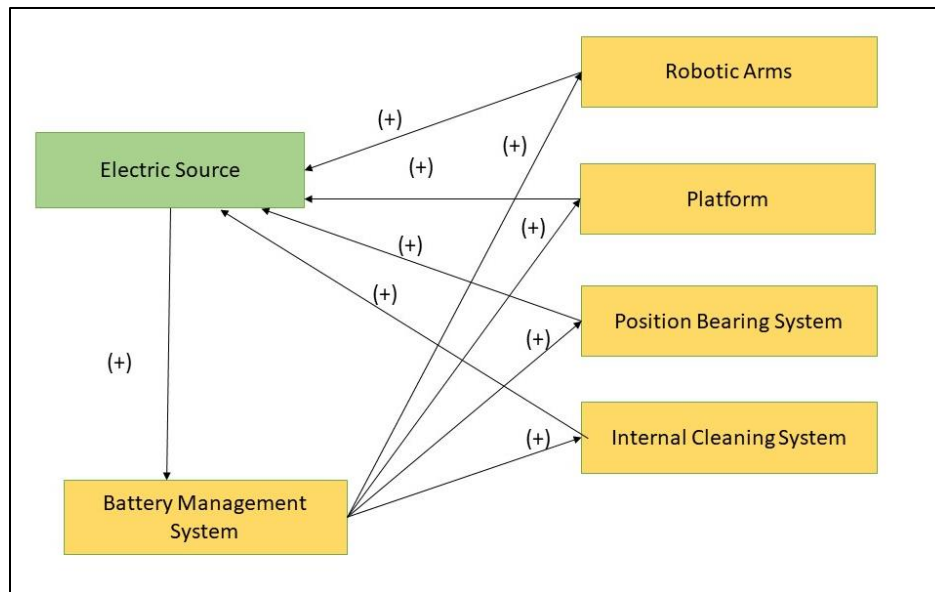 Robotic Arms
(+)
(+)
Electric Source
(+)
Platform
(+)
(+)
Position Bearing System
(+)
(+)
(+)
Internal Cleaning System
(+)
Battery Management
System